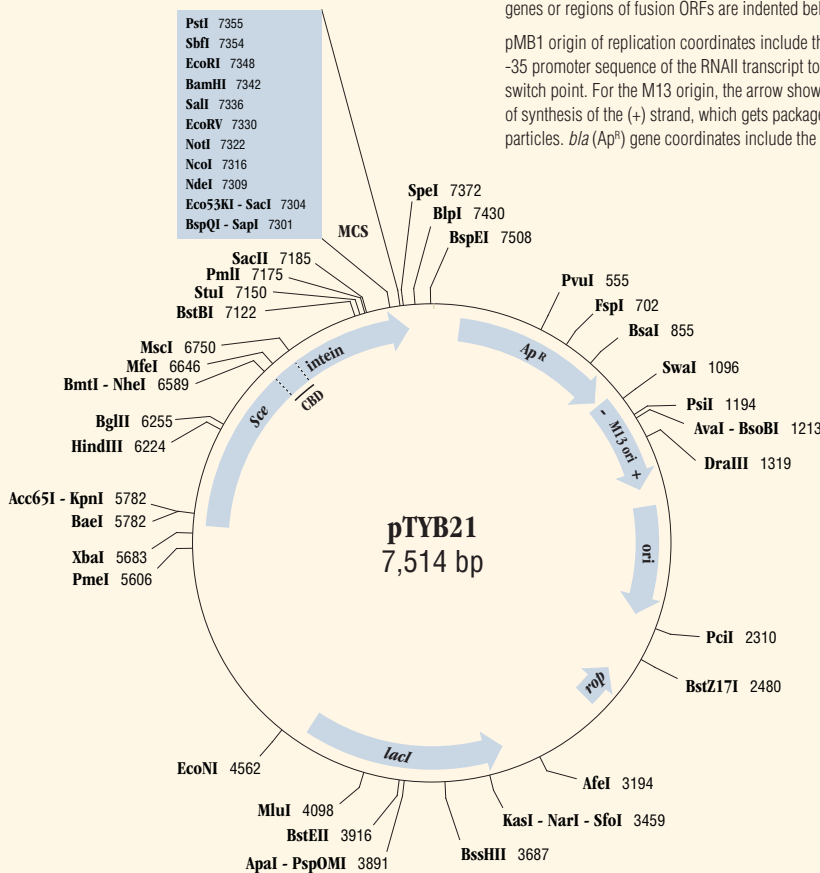 genes or regions of fusion ORFs are indented
pMB1 origin of replication coordinates include
-35 promoter sequence of the RNAII transcript to
switch point. For the M13 origin, the arrow
of synthesis of the (+) strand, which gets
particles. bla (ApR) gene coordinates include the
PstI 7355
SbfI 7354
EcoRI 7348
BamHI 7342
SalI 7336
EcoRV 7330
NotI 7322
NcoI 7316
NdeI 7309
Eco53KI - SacI 7304
BspQI - SapI 7301
MCS
SpeI 7372
BlpI 7430
BspEI 7508
SacII 7185
PmlI 7175
StuI 7150
BstBI 7122
MscI 6750
MfeI 6646
BmtI - NheI 6589
BglII 6255
HindIII 6224
Acc65I - KpnI 5782
BaeI 5782
XbaI 5683
PmeI 5606
PvuI 555
FspI 702
BsaI 855
SwaI 1096
PsiI 1194
AvaI - BsoBI 1213
DraIII 1319
Sce
intein
CBD
ApR
- M13 ori +
ori
rop
lacI
pTYB21
7,514 bp
PciI 2310
BstZ17I 2480
AfeI 3194
KasI - NarI - SfoI 3459
BssHII 3687
EcoNI 4562
MluI 4098
BstEII 3916
ApaI - PspOMI 3891